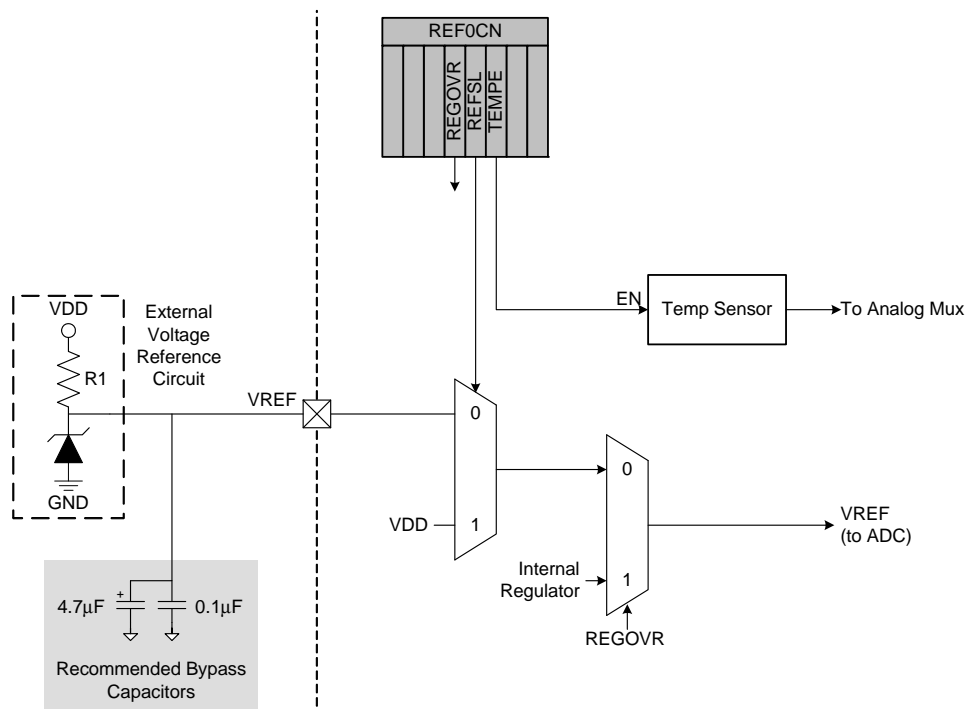 REF0CN
REGOVR
REFSL
TEMPE
EN
Temp Sensor
To Analog Mux
VDD
R1
GND
External
Voltage
Reference
Circuit
VREF
0
1
VDD
0
1
Internal
Regulator
REGOVR
VREF
(to ADC)
+
4.7μF
0.1μF
Recommended Bypass
Capacitors